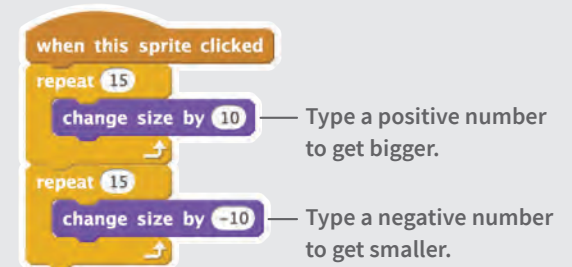 when this sprite clicked
repeat 15
change size by 10
Type a positive number
to get bigger.
repeat 15
change size by -10
Type a negative number
to get smaller.